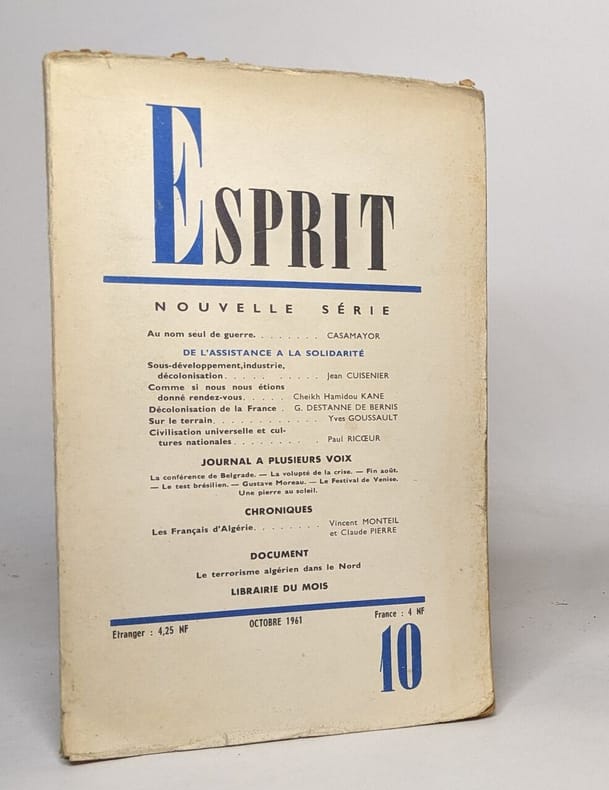 ESPRIT
NOUVELLE SÉRIE
Au nom seul de guerre. . . . . . . . CASAMAYOR
DE L'ASSISTANCE A LA SOLIDARITÉ
Sous-développement,industrie,
décolonisation . . . . . . . . . . . Jean CUISENIER
Comme si nous nous étions
donné rendez-vous. . . . . Cheikh Hamidou KANE
Décolonisation de la France . G. DESTANNE DE BERNIS
Sur le terrain. . . . . . . . . . . . Yves GOUSSAULT
Civilisation universelle et cul-
tures nationales . . . . . . . . . Paul RICŒUR
JOURNAL A PLUSIEURS VOIX
La conférence de Belgrade. — La volupté de la crise. — Fin août.
— Le test brésilien. — Gustave Moreau. — Le Festival de Venise.
Une pierre au soleil.
CHRONIQUES
Les Français d'Algérie. . . . . . . . Vincent MONTEIL
et Claude PIERRE
DOCUMENT
Le terrorisme algérien dans le Nord
LIBRAIRIE DU MOIS
Etranger : 4,25 NF OCTOBRE 1961 France : 4 NF
10